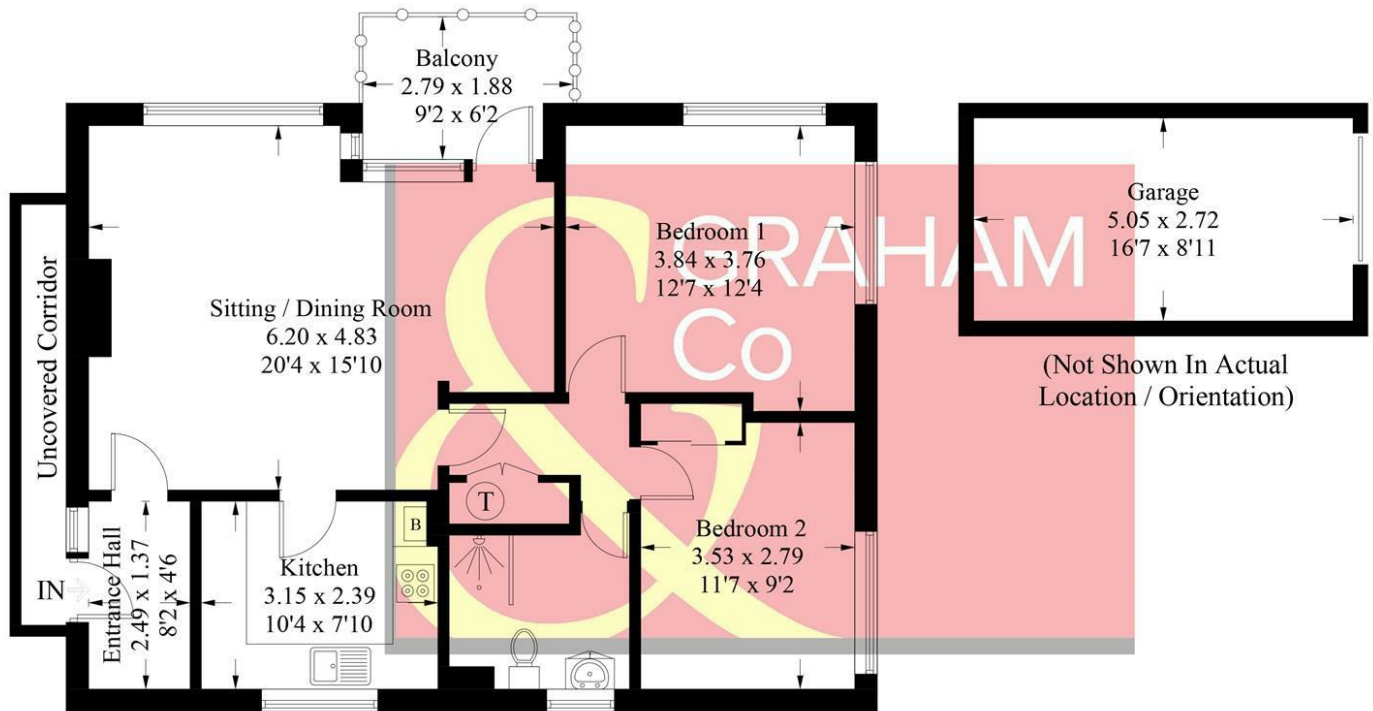 Balcony
2.79 x 1.88
9'2 x 6'2
Sitting / Dining Room
6.20 x 4.83
20'4 x 15'10
Bedroom 1
3.84 x 3.76
12'7 x 12'4
GRAHAM
&
Co
Garage
5.05 x 2.72
16'7 x 8'11
(Not Shown In Actual
Location / Orientation)
Uncovered Corridor
IN
Entrance Hall
2.49 x 1.37
8'2 x 4'6
Kitchen
3.15 x 2.39
10'4 x 7'10
B
T
Bedroom 2
3.53 x 2.79
11'7 x 9'2